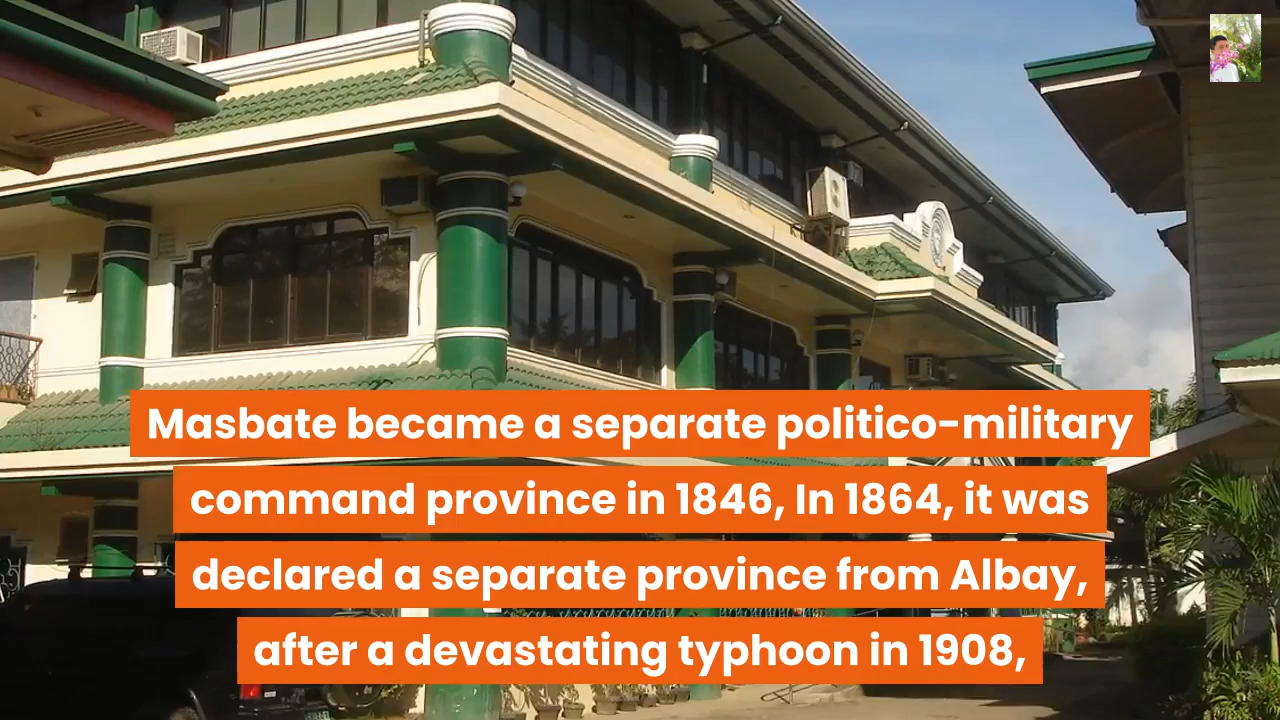 Masbate became a separate politico-military
command province in 1846, In 1864, it was
declared a separate province from Albay,
after a devastating typhoon in 1908,